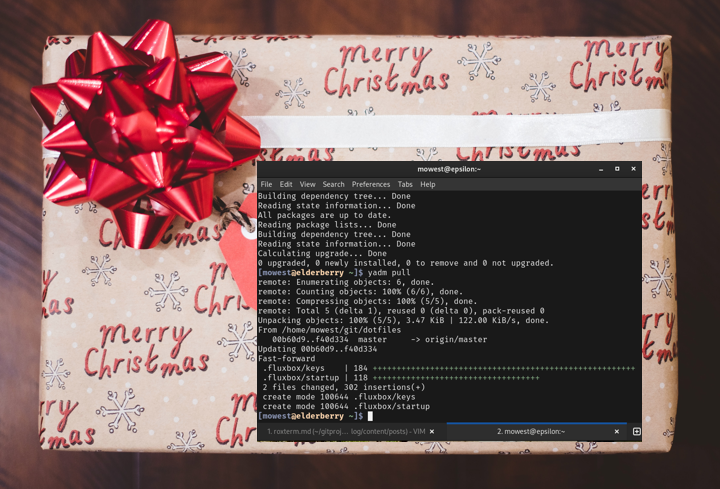 Christmas
Merry
Christmas
Merry
Christmas
mowest@epsilon:~
File Edit View Search Preferences Tabs Help
Building dependency tree... Done
Reading state information... Done
All packages are up to date.
Reading package lists... Done
Building dependency tree... Done
Reading state information... Done
Calculating upgrade... Done
0 upgraded, 0 newly installed, 0 to remove and 0 not upgraded.
[mowest@elderberry ~]$ yadm pull
remote: Enumerating objects: 6, done.
remote: Counting objects: 100% (6/6), done.
remote: Compressing objects: 100% (5/5), done.
remote: Total 5 (delta 1), reused 0 (delta 0), pack-reused 0
Unpacking objects: 100% (5/5), 3.47 KiB | 122.00 KiB/s, done.
From /home/mowest/git/dotfiles
00b60d9..f40d334 master -> origin/master
Updating 00b60d9..f40d334
Fast-forward
.fluxbox/keys | 184 ++++++++++++++++++++++++++++++++++++++++++++++++++++++++
.fluxbox/startup | 118 ++++++++++++++++++++++++++++++++++++
2 files changed, 302 insertions(+)
create mode 100644 .fluxbox/keys
create mode 100644 .fluxbox/startup
[mowest@elderberry ~]$
1. roxterm.md (~/gitproj... log/content/posts) - VIM
2. mowest@epsilon:~
Merry
Christmas